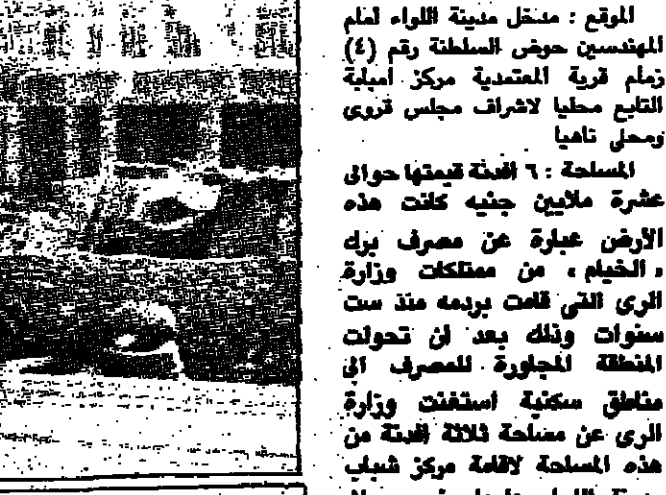 الموقع : مدخل مدينة اللواء أمام
المهندسين حوض السلطنة رقم (٤)
زمام قرية المعتمدية مركز امبابة
التابع محليا لاشراف مجلس قروى
ومحلى ناهيا
المساحة : ٦ افدنة قيمتها حوالى
عشرة ملايين جنيه كانت هذه
الأرض عبارة عن مصرف برك
« الخيام » من ممتلكات وزارة
الرى التى قامت بردمه منذ ست
سنوات وذلك بعد ان تحولت
المنطقة المجاورة للمصرف الى
مناطق سكنية استغنت وزارة
الرى عن مساحة ثلاثة افدنة من
هذه المساحة لاقامة مركز شباب